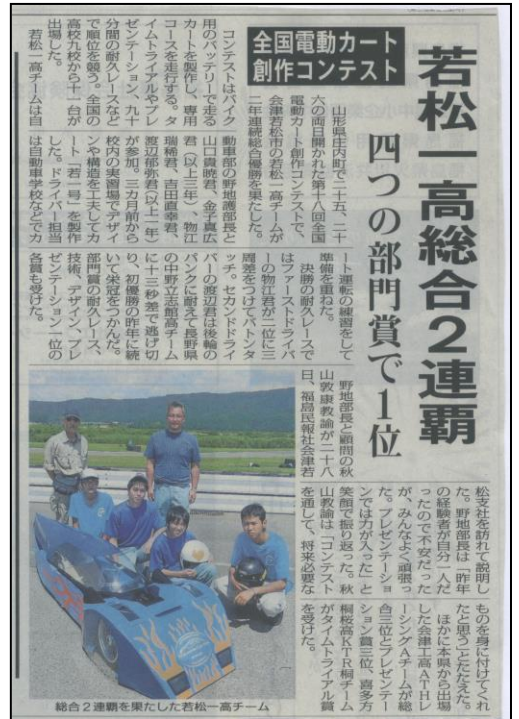 全国電動カート
創作コンテスト
若松一高総合2連覇
四つの部門賞で1位
山形県庄内町で二十五、二十
六の両日開かれた第十八回全国
電動カート創作コンテストで、
会津若松市の若松一高チームが
二年連続総合優勝を果たした。
コンテストはバイク
用のバッテリーで走る
カートを製作し、専用
コースを走行する。タ
イムトライアルやプレ
ゼンテーション、九十
分間の耐久レースなど
で順位を競う。全国の
高校九校から十一台が
出場した。
若松一高チームは自
動車部の野地護部長と
山口貴暁君、金子真広
君（以上三年）、物江
瑞稀君、吉田直幸君、
渡辺郁弥君（以上一年）
が参加。三カ月前から
校内の実習場でデザイ
ンや構造を工夫してカ
ート「若一号」を製作
した。ドライバー担当
は自動車学校などでカ
ート運転の練習をして
準備を重ねた。
決勝の耐久レースで
はファーストドライバ
ーの物江君が二位に三
周差をつけてバトンタ
ッチ。セカンドドライ
バーの渡辺君は後輪の
パンクに耐えて長野県
の中野立志館高チーム
に十三秒差で逃げ切
り、初優勝の昨年に続
いて栄冠をつかんだ。
部門賞の耐久レース、
技術、デザイン、プレ
ゼンテーション一位の
各賞も受けた。
野地部長と顧問の秋
山敦康教諭が二十八
日、福島民報社会津若
松支社を訪れて説明し
た。野地部長は「昨年
の経験者が自分一人だ
ったので不安だった
が、みんなよく頑張っ
た。プレゼンテーショ
ンでは力が入った」と
笑顔で振り返った。秋
山教諭は「コンテスト
を通して、将来必要な
ものを身に付けてくれ
たと思う」とたたえた。
ほかに本県から出場
した会津工高ATHレ
ーシングAチームが総
合三位とプレゼンテー
ション賞三位、喜多方
桐桜高KTR桐チーム
がタイムトライアル賞
を受けた。
総合2連覇を果たした若松一高チーム